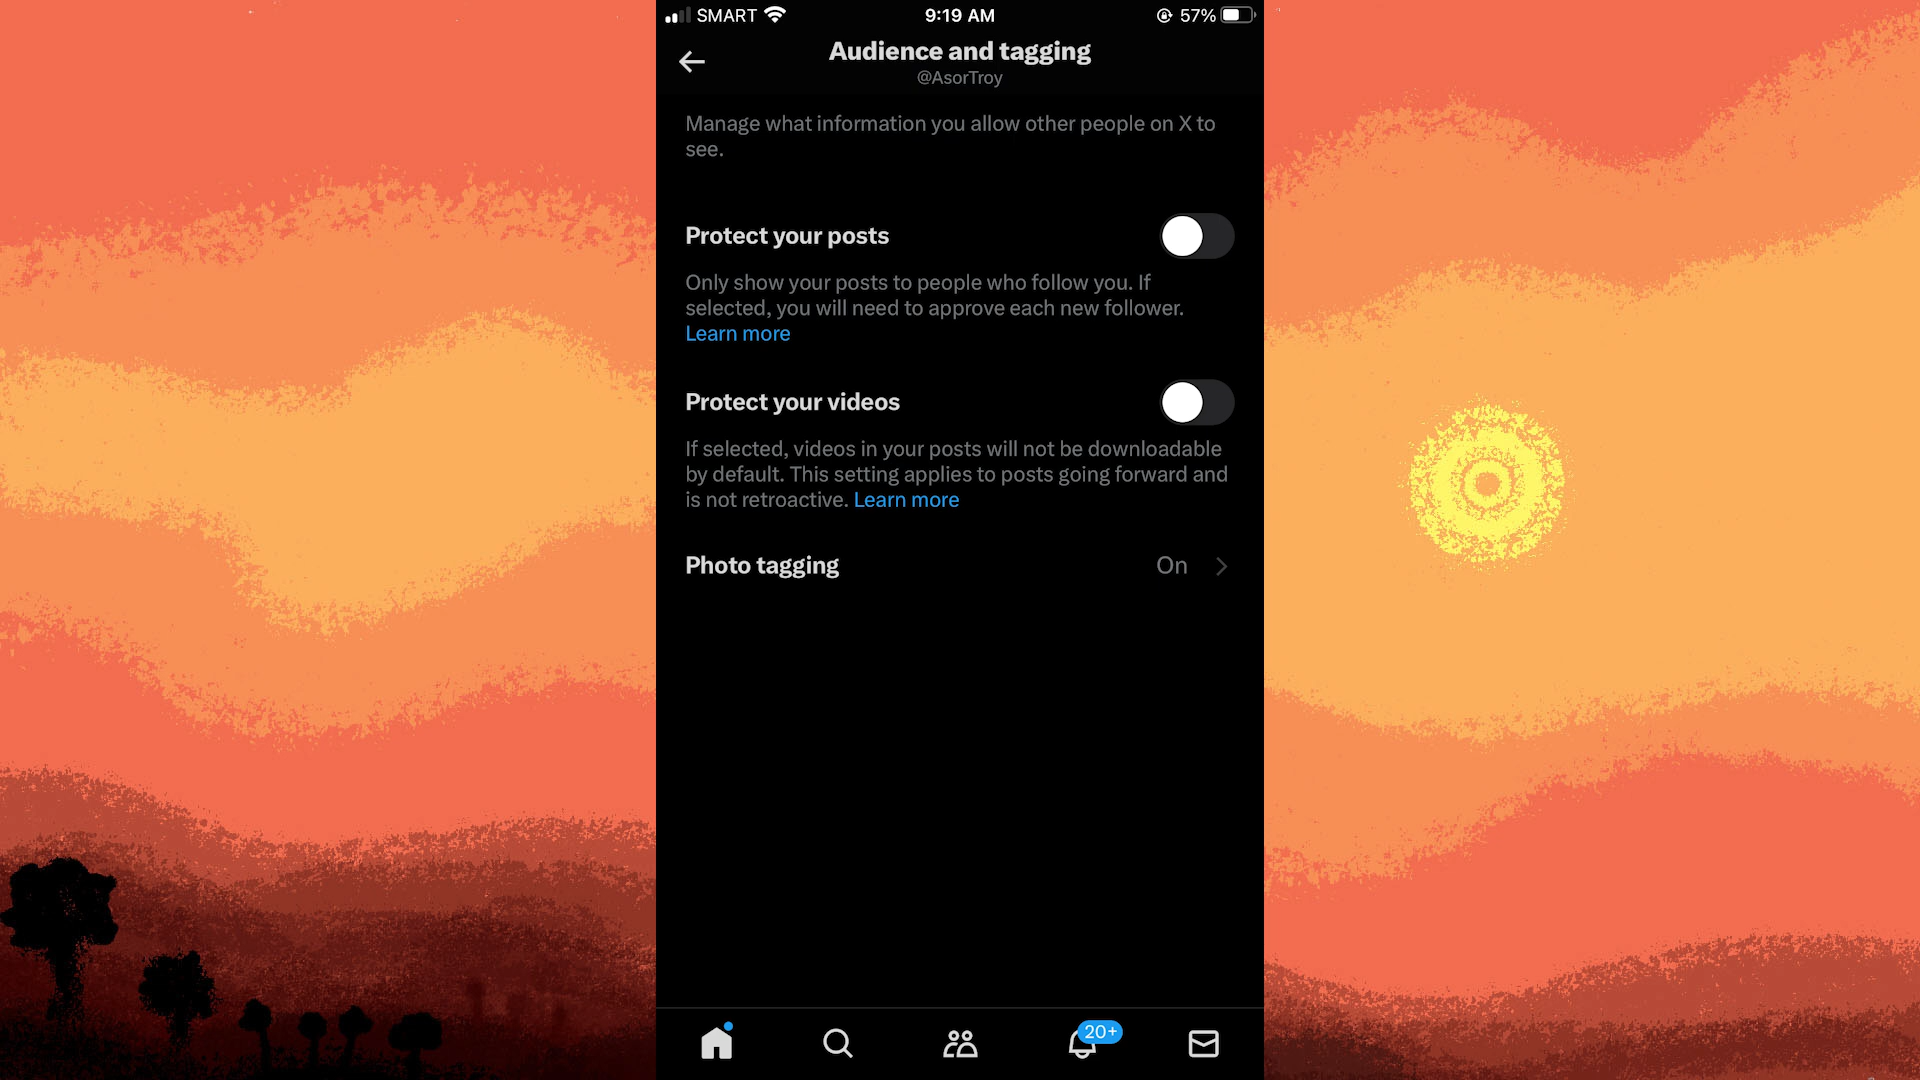 SMART 9:19 AM 57%
Audience and tagging
@AsorTroy
Manage what information you allow other people on X to
see.
Protect your posts
Only show your posts to people who follow you. If
selected, you will need to approve each new follower.
Learn more
Protect your videos
If selected, videos in your posts will not be downloadable
by default. This setting applies to posts going forward and
is not retroactive. Learn more
Photo tagging On
20+